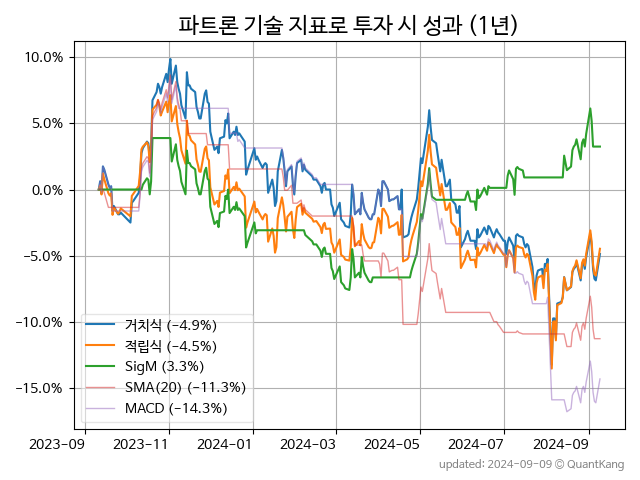 파트론 기술 지표로 투자 시 성과 (1년)
10.0%
5.0%
0.0%
−5.0%
−10.0%
−15.0%
거치식 (−4.9%)
적립식 (−4.5%)
SigM (3.3%)
SMA(20) (−11.3%)
MACD (−14.3%)
2023-09 2023-11 2024-01 2024-03 2024-05 2024-07 2024-09
updated: 2024-09-09 © QuantKang